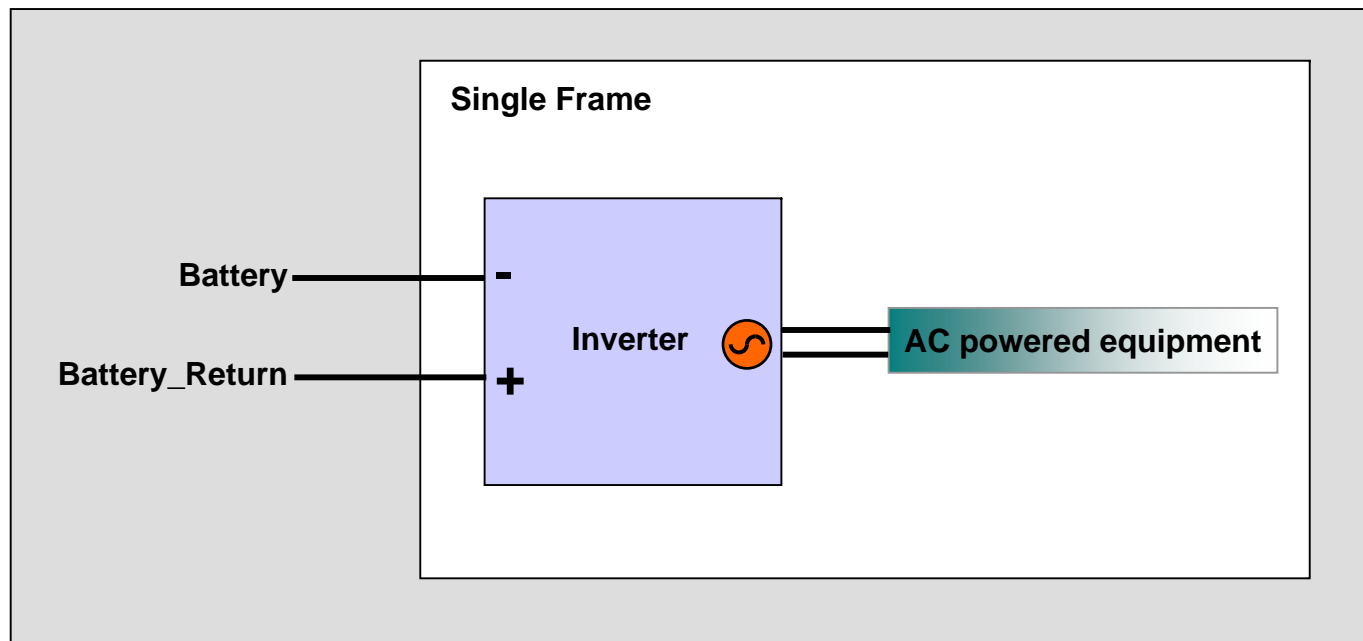 Single Frame
Battery
-
Inverter
AC powered equipment
Battery_Return
+